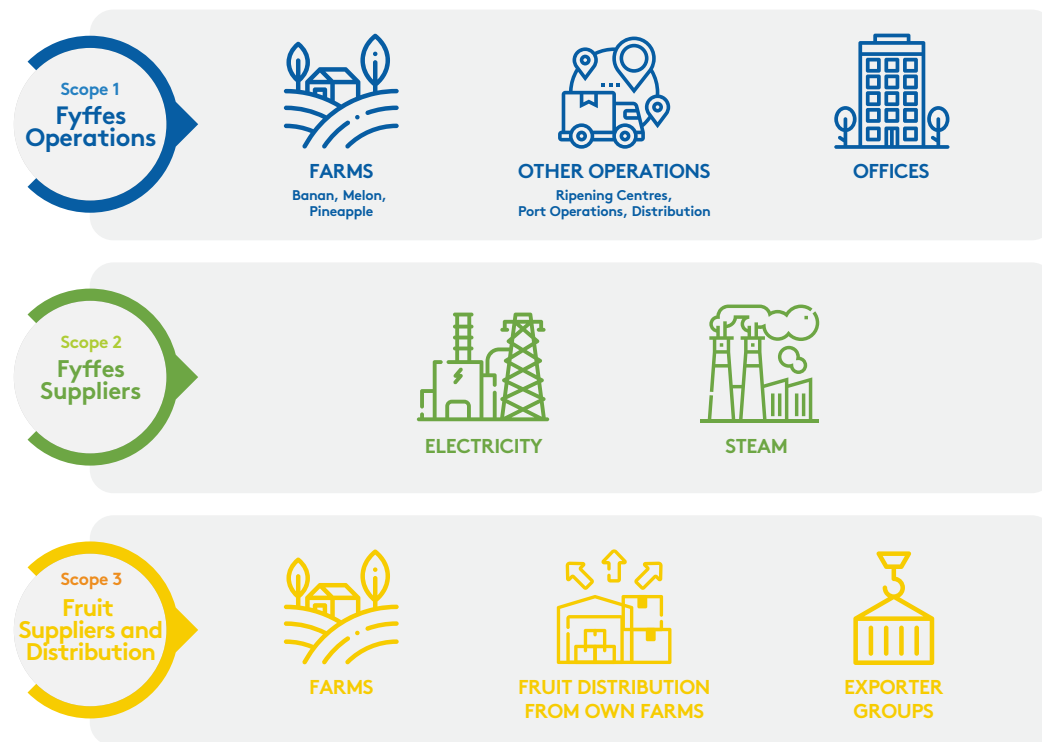 Scope 1
Fyffes
Operations
FARMS
Banan, Melon,
Pineapple
OTHER OPERATIONS
Ripening Centres,
Port Operations, Distribution
OFFICES
Scope 2
Fyffes
Suppliers
ELECTRICITY
STEAM
Scope 3
Fruit
Suppliers and
Distribution
FARMS
FRUIT DISTRIBUTION
FROM OWN FARMS
EXPORTER
GROUPS